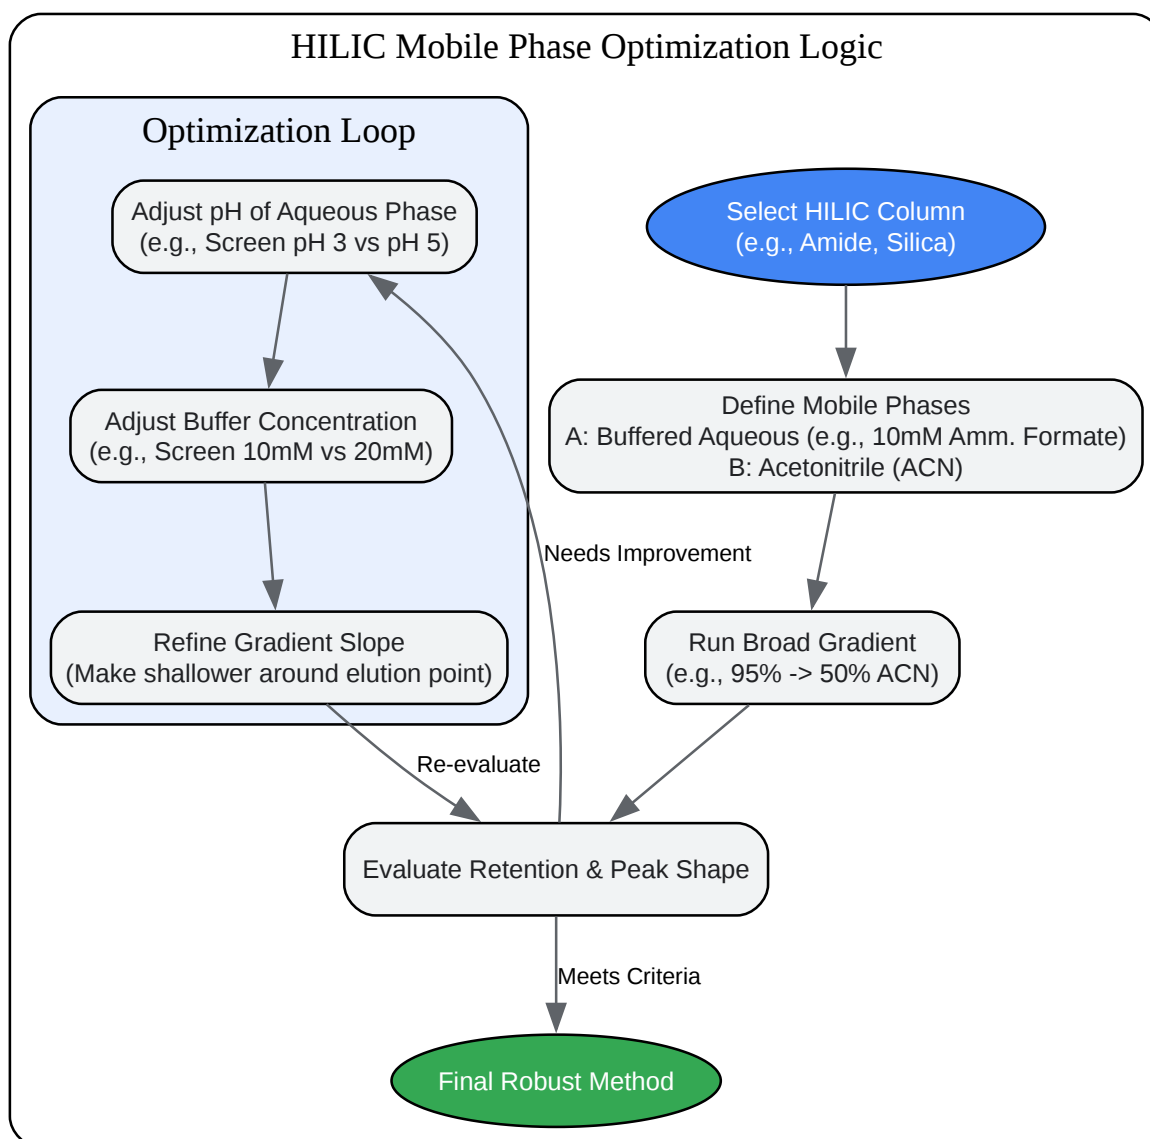 HILIC Mobile Phase Optimization Logic
Optimization Loop
Adjust pH of Aqueous Phase
(e.g., Screen pH 3 vs pH 5)
Select HILIC Column
(e.g., Amide, Silica)
Adjust Buffer Concentration
(e.g., Screen 10mM vs 20mM)
Define Mobile Phases
A: Buffered Aqueous (e.g., 10mM Amm. Formate)
B: Acetonitrile (ACN)
Needs Improvement
Refine Gradient Slope
(Make shallower around elution point)
Run Broad Gradient
(e.g., 95% -> 50% ACN)
Re-evaluate
Evaluate Retention & Peak Shape
Meets Criteria
Final Robust Method